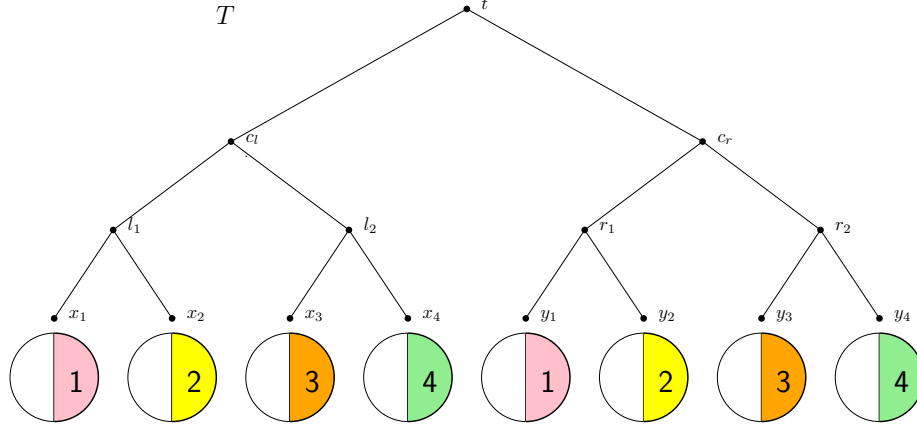 T t
c_l c_r
l_1 l_2 r_1 r_2
x_1 x_2 x_3 x_4 y_1 y_2 y_3 y_4
1 2 3 4 1 2 3 4